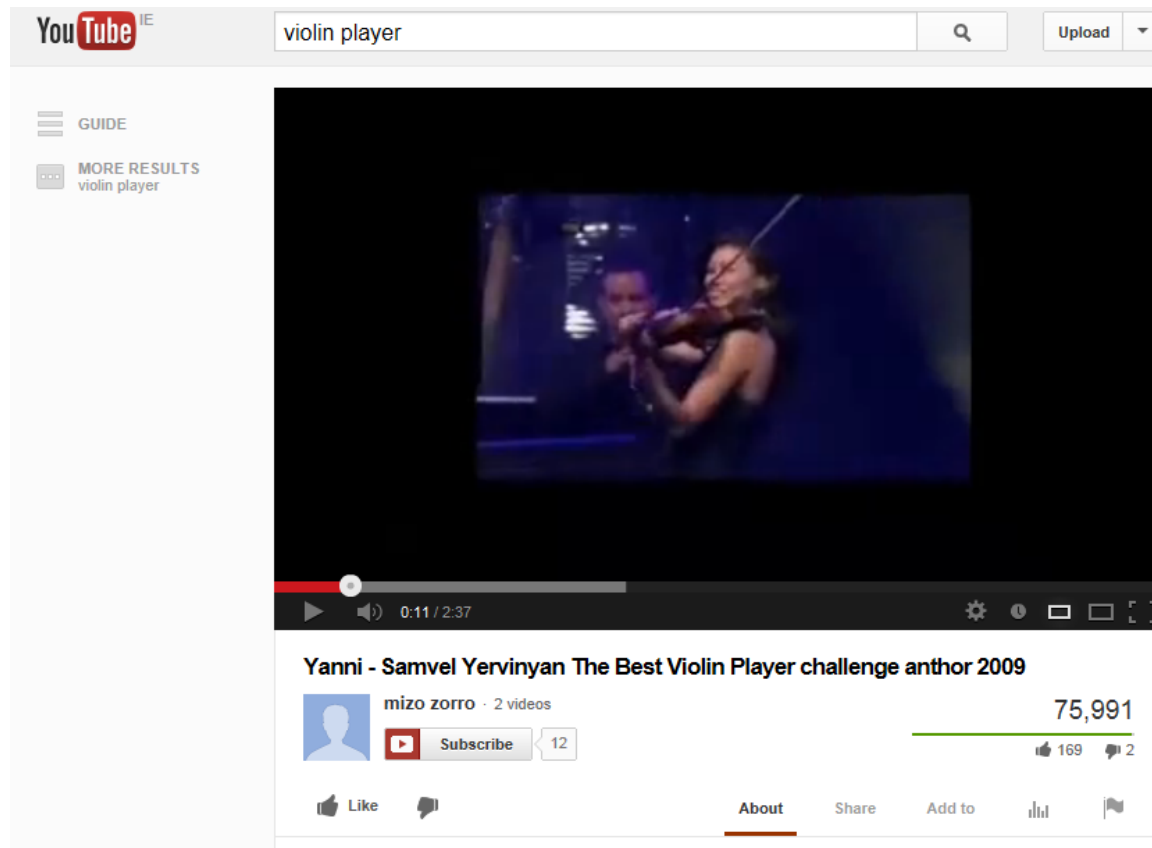 YouTube IE
violin player
Upload
GUIDE
MORE RESULTS
violin player
0:11 / 2:37
Yanni - Samvel Yervinyan The Best Violin Player challenge anthor 2009
mizo zorro · 2 videos
75,991
Subscribe 12
169 2
Like
About Share Add to